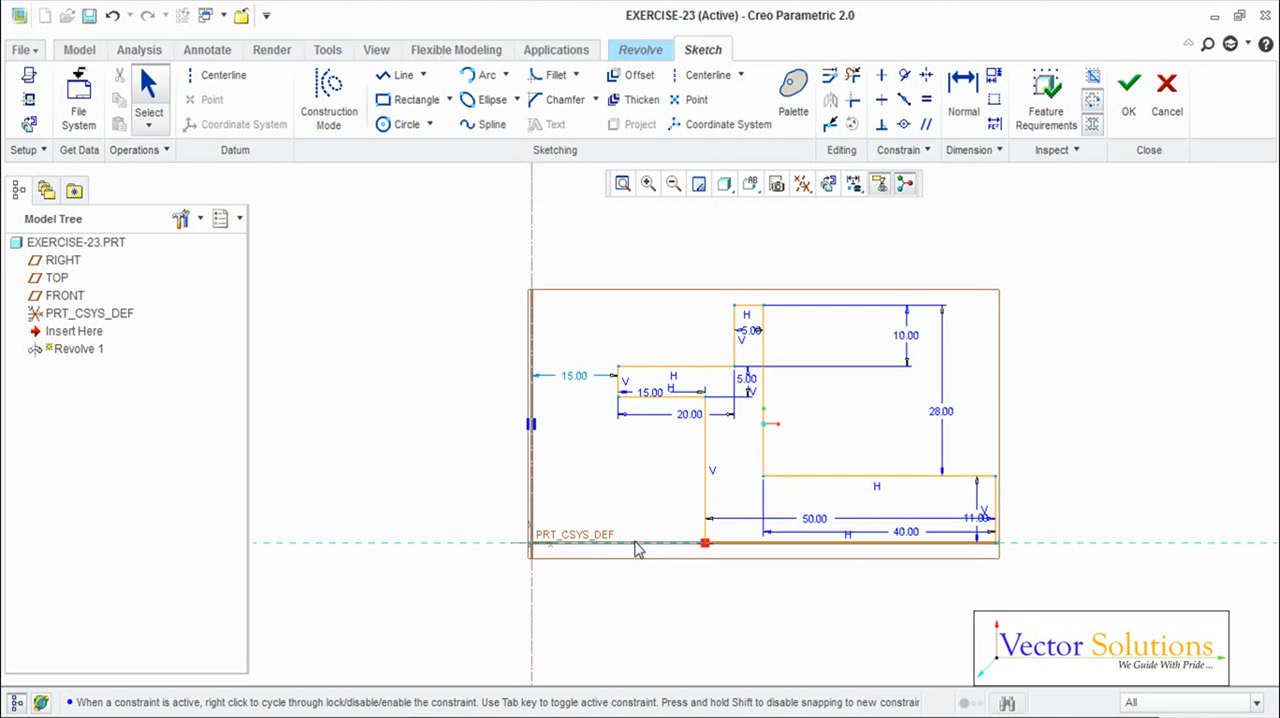 EXERCISE-23 (Active) - Creo Parametric 2.0
File Model Analysis Annotate Render Tools View Flexible Modeling Applications Revolve Sketch
Centerline Line Arc Fillet Offset Centerline
File System Select Point Construction Mode Rectangle Ellipse Chamfer Thicken Point Palette Normal Feature Requirements OK Cancel
Coordinate System Circle Spline Text Project Coordinate System
Setup Get Data Operations Datum Sketching Editing Constrain Dimension Inspect Close
Model Tree
EXERCISE-23.PRT
RIGHT
TOP
FRONT
PRT_CSYS_DEF
Insert Here
Revolve 1
H
5.00
10.00
V
15.00
H
5.00
V
V
15.00
H
20.00
28.00
V
H
50.00
11.00
V
40.00
H
PRT_CSYS_DEF
Vector Solutions
We Guide With Pride...
When a constraint is active, right click to cycle through lock/disable/enable the constraint. Use Tab key to toggle active constraint. Press and hold Shift to disable snapping to new constrain
All